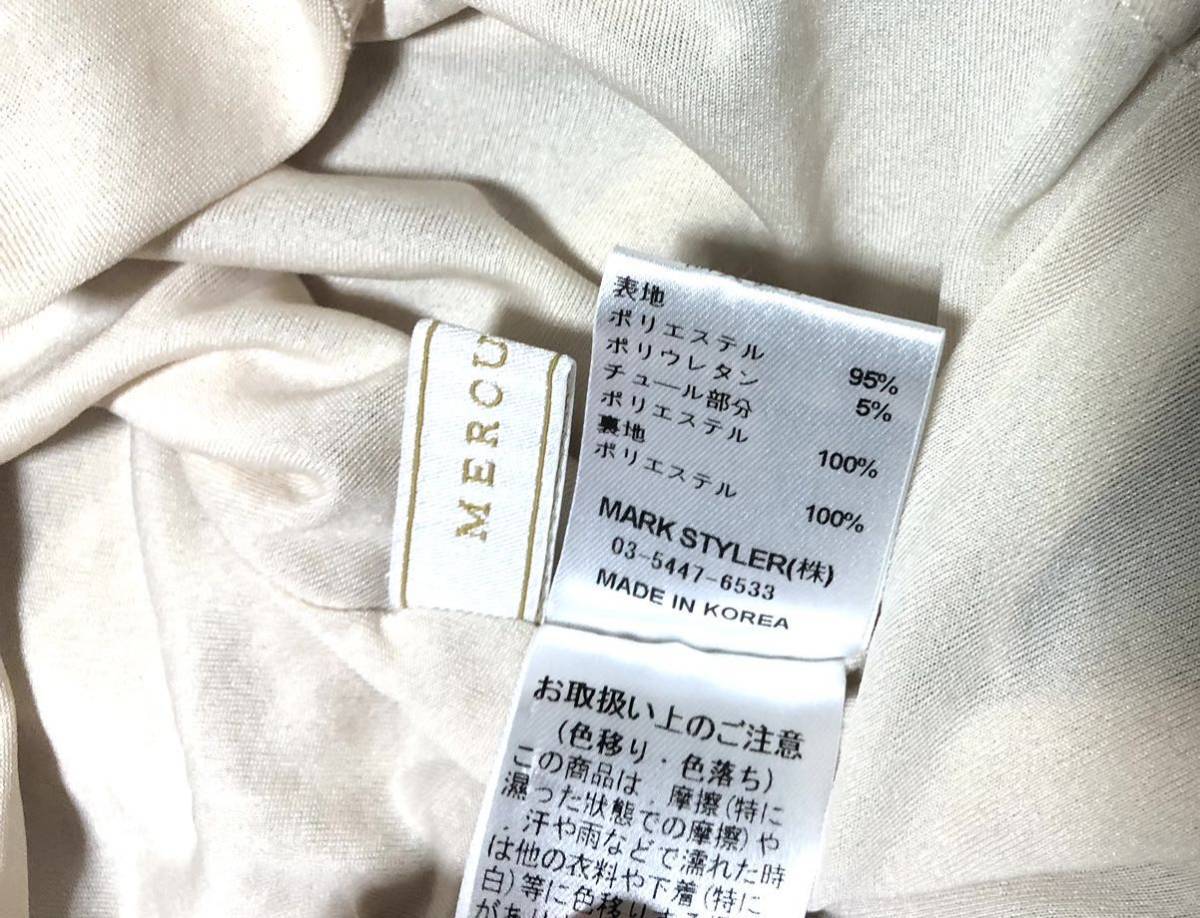 MERCU
表地
ポリエステル 95%
ポリウレタン 5%
チュール部分
ポリエステル 100%
裏地
ポリエステル 100%
MARK STYLER(株)
03-5447-6533
MADE IN KOREA
お取扱い上のご注意
(色移り・色落ち)
この商品は、摩擦(特に
濕った狀態での摩擦)や
、汗や雨などで濡れた時
は他の衣料や下着(特に
白)等に色移りする
があり